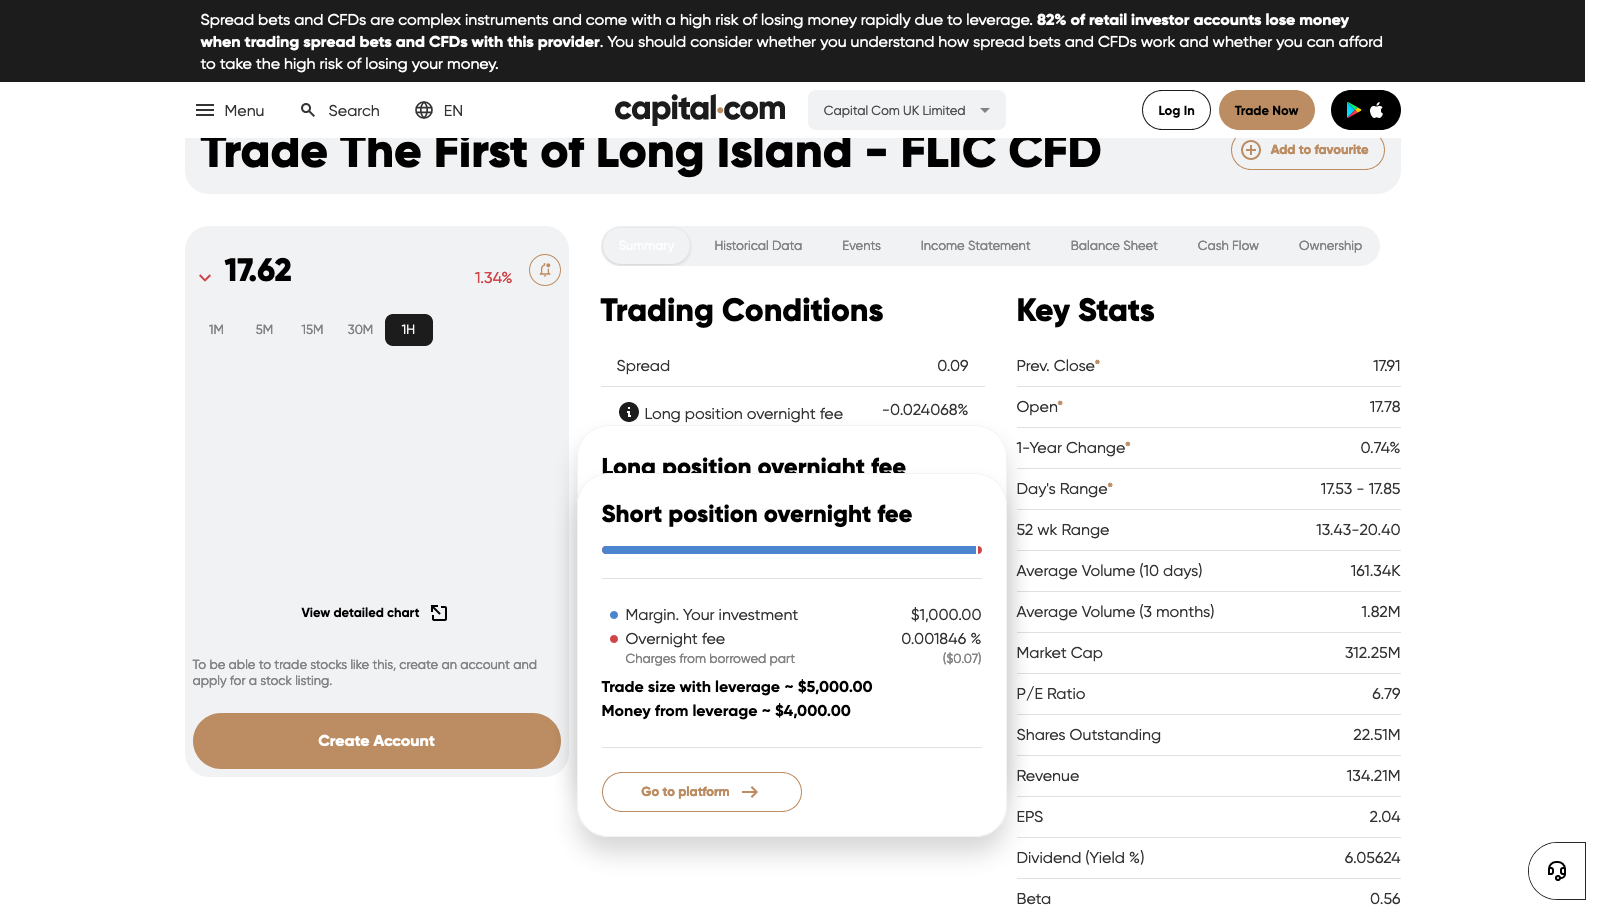 Spread bets and CFDs are complex instruments and come with a high risk of losing money rapidly due to leverage. 82% of retail investor accounts lose money
when trading spread bets and CFDs with this provider. You should consider whether you understand how spread bets and CFDs work and whether you can afford
to take the high risk of losing your money.
Menu
Search
EN
capital.com
Capital Com UK Limited
Log In
Trade Now
Trade The First of Long Island - FLIC CFD
Add to favourite
17.62
1.34%
1M 5M 15M 30M 1H
View detailed chart
To be able to trade stocks like this, create an account and
apply for a stock listing.
Create Account
Summary Historical Data Events Income Statement Balance Sheet Cash Flow Ownership
Trading Conditions
Spread 0.09
Long position overnight fee -0.024068%
Long position overnight fee
Short position overnight fee
Margin. Your investment $1,000.00
Overnight fee 0.001846 %
Charges from borrowed part ($0.07)
Trade size with leverage ~ $5,000.00
Money from leverage ~ $4,000.00
Go to platform
Key Stats
Prev. Close* 17.91
Open* 17.78
1-Year Change* 0.74%
Day's Range* 17.53 - 17.85
52 wk Range 13.43-20.40
Average Volume (10 days) 161.34K
Average Volume (3 months) 1.82M
Market Cap 312.25M
P/E Ratio 6.79
Shares Outstanding 22.51M
Revenue 134.21M
EPS 2.04
Dividend (Yield %) 6.05624
Beta 0.56